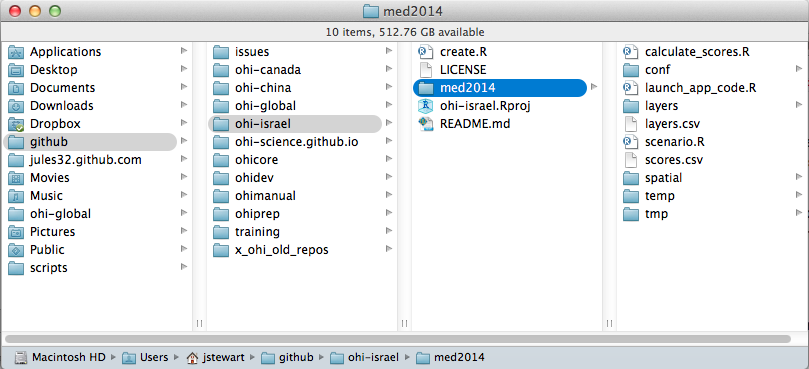 med2014
10 items, 512.76 GB available
Applications
Desktop
Documents
Downloads
Dropbox
github
jules32.github.com
Movies
Music
ohi-global
Pictures
Public
scripts
issues
ohi-canada
ohi-china
ohi-global
ohi-israel
ohi-science.github.io
ohicore
ohidev
ohimanual
ohiprep
training
x_ohi_old_repos
create.R
LICENSE
med2014
ohi-israel.Rproj
README.md
calculate_scores.R
conf
launch_app_code.R
layers
layers.csv
scenario.R
scores.csv
spatial
temp
tmp
Macintosh HD Users jstewart github ohi-israel med2014